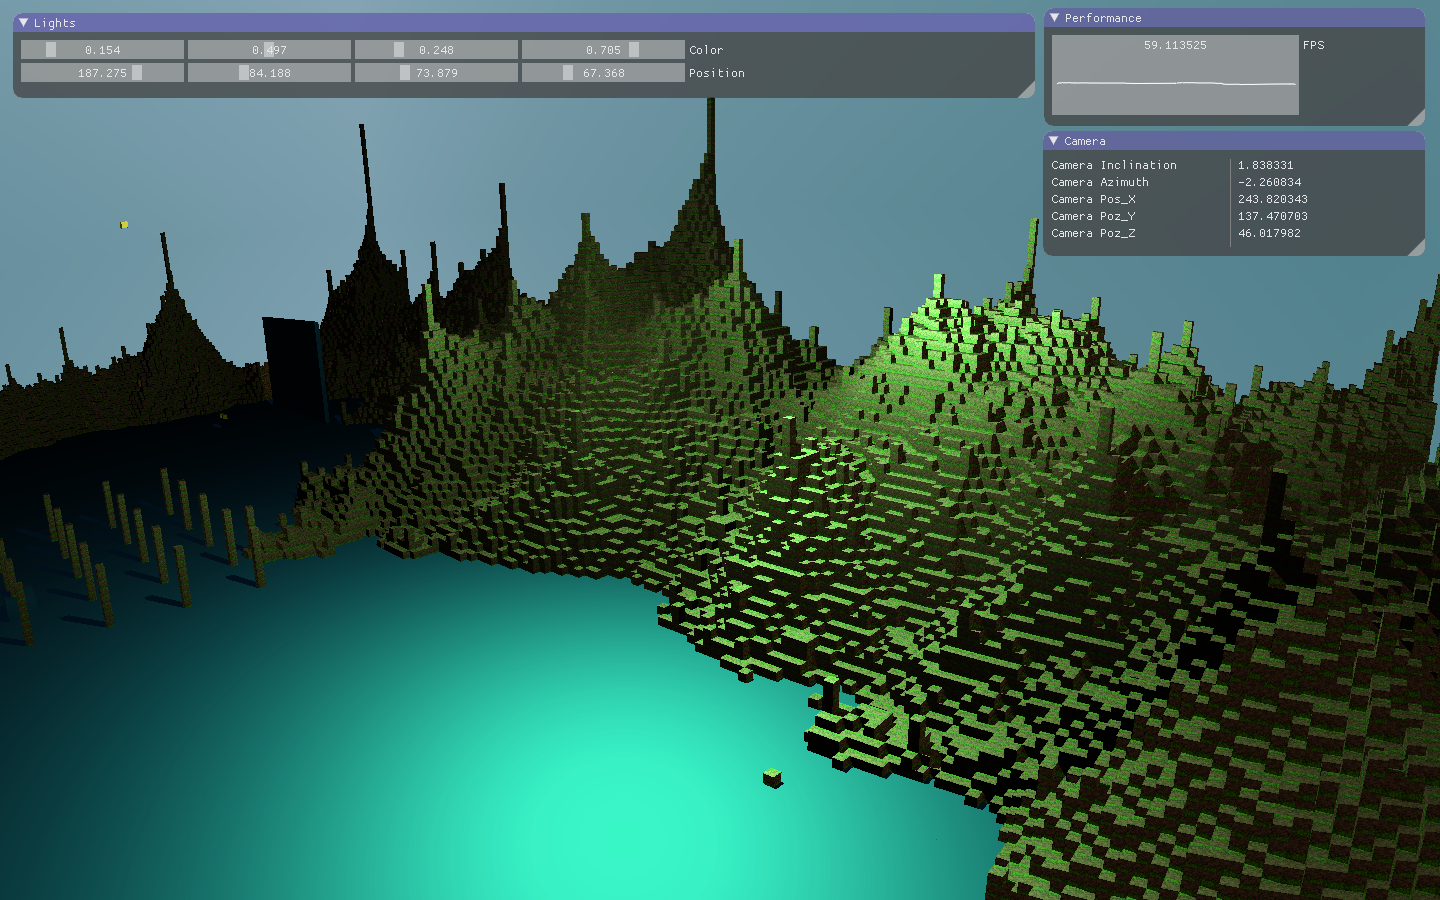 Lights
0.154 0.497 0.248 0.705 Color
187.275 84.188 73.879 67.368 Position
Performance
59.113525 FPS
Camera
Camera Inclination 1.838331
Camera Azimuth -2.260834
Camera Pos_X 243.820343
Camera Poz_Y 137.470703
Camera Poz_Z 46.017982